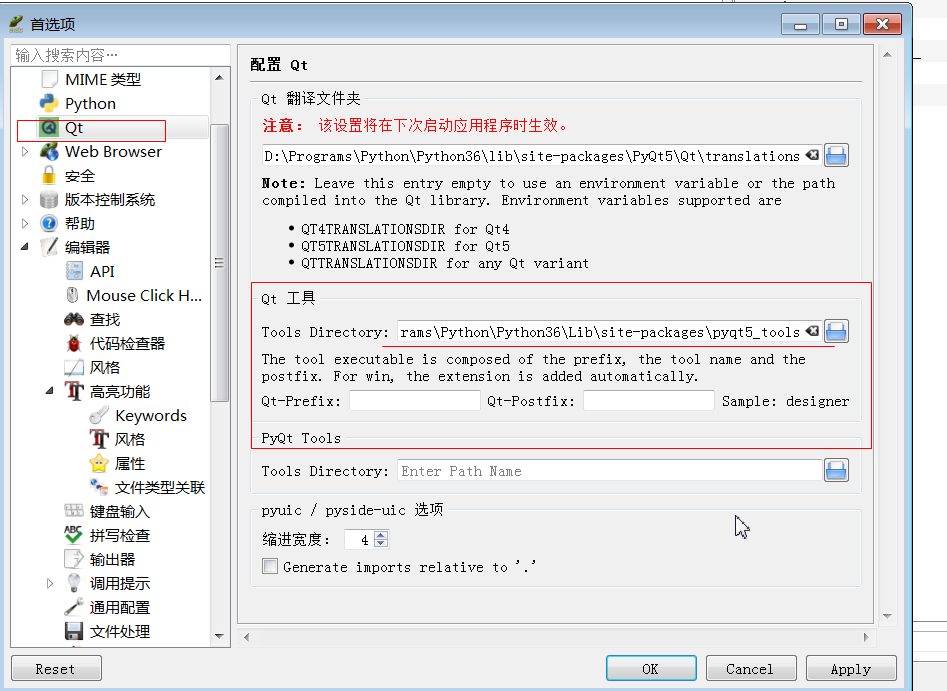 首选项
输入搜索内容…
MIME 类型
Python
Qt
Web Browser
安全
版本控制系统
帮助
编辑器
API
Mouse Click H...
查找
代码检查器
风格
高亮功能
Keywords
风格
属性
文件类型关联
键盘输入
拼写检查
输出器
调用提示
通用配置
文件处理
配置 Qt
Qt 翻译文件夹
注意： 该设置将在下次启动应用程序时生效。
D:\Programs\Python\Python36\lib\site-packages\PyQt5\Qt\translations
Note: Leave this entry empty to use an environment variable or the path
compiled into the Qt library. Environment variables supported are
• QT4TRANSLATIONSDIR for Qt4
• QT5TRANSLATIONSDIR for Qt5
• QTTRANSLATIONSDIR for any Qt variant
Qt 工具
Tools Directory: rams\Python\Python36\Lib\site-packages\pyqt5_tools
The tool executable is composed of the prefix, the tool name and the
postfix. For win, the extension is added automatically.
Qt-Prefix: Qt-Postfix: Sample: designer
PyQt Tools
Tools Directory: Enter Path Name
pyuic / pyside-uic 选项
缩进宽度： 4
Generate imports relative to '.'
Reset OK Cancel Apply